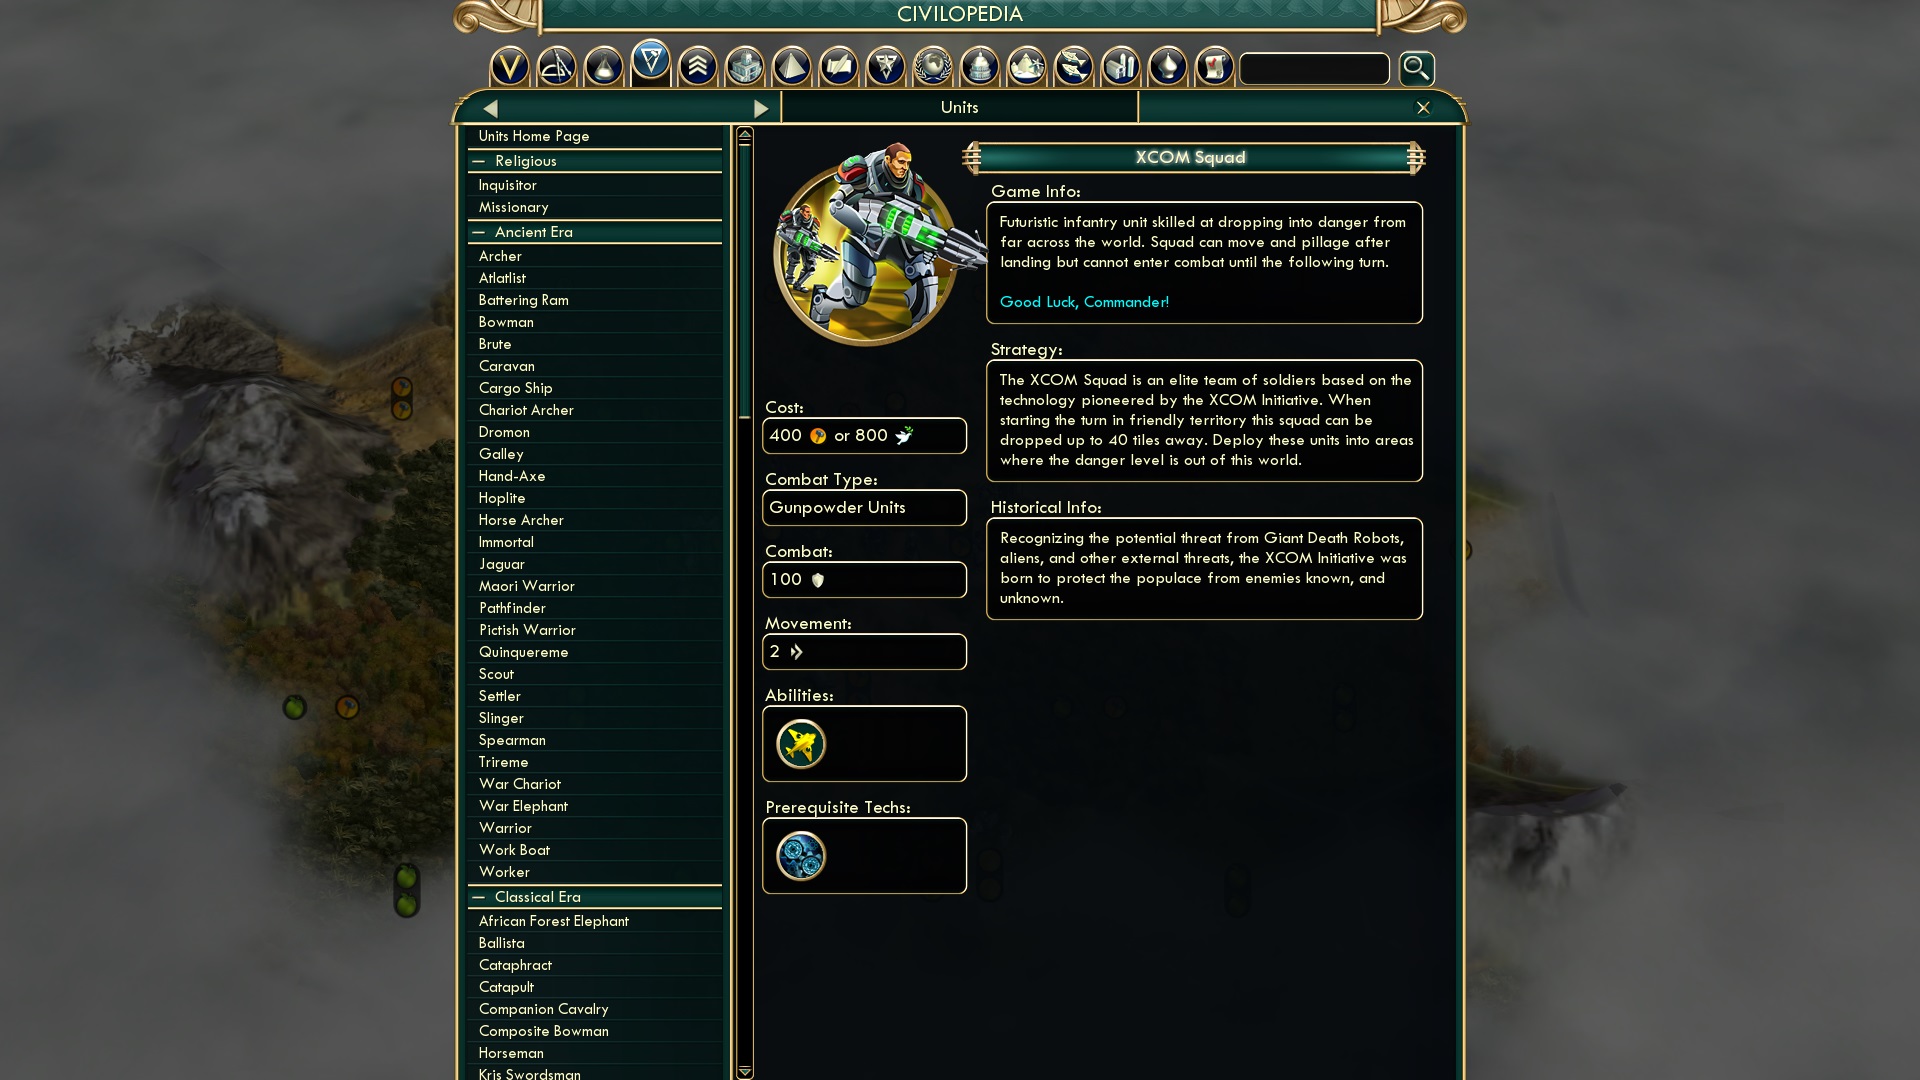 CIVILOPEDIA
Units
Units Home Page
Religious
Inquisitor
Missionary
Ancient Era
Archer
Atlatlist
Battering Ram
Bowman
Brute
Caravan
Cargo Ship
Chariot Archer
Dromon
Galley
Hand-Axe
Hoplite
Horse Archer
Immortal
Jaguar
Maori Warrior
Pathfinder
Pictish Warrior
Quinquereme
Scout
Settler
Slinger
Spearman
Trireme
War Chariot
War Elephant
Warrior
Work Boat
Worker
Classical Era
African Forest Elephant
Ballista
Cataphract
Catapult
Companion Cavalry
Composite Bowman
Horseman
Kris Swordsman
Cost:
400 or 800
Combat Type:
Gunpowder Units
Combat:
100
Movement:
2
Abilities:
Prerequisite Techs:
XCOM Squad
Game Info:
Futuristic infantry unit skilled at dropping into danger from
far across the world. Squad can move and pillage after
landing but cannot enter combat until the following turn.
Good Luck, Commander!
Strategy:
The XCOM Squad is an elite team of soldiers based on the
technology pioneered by the XCOM Initiative. When
starting the turn in friendly territory this squad can be
dropped up to 40 tiles away. Deploy these units into areas
where the danger level is out of this world.
Historical Info:
Recognizing the potential threat from Giant Death Robots,
aliens, and other external threats, the XCOM Initiative was
born to protect the populace from enemies known, and
unknown.